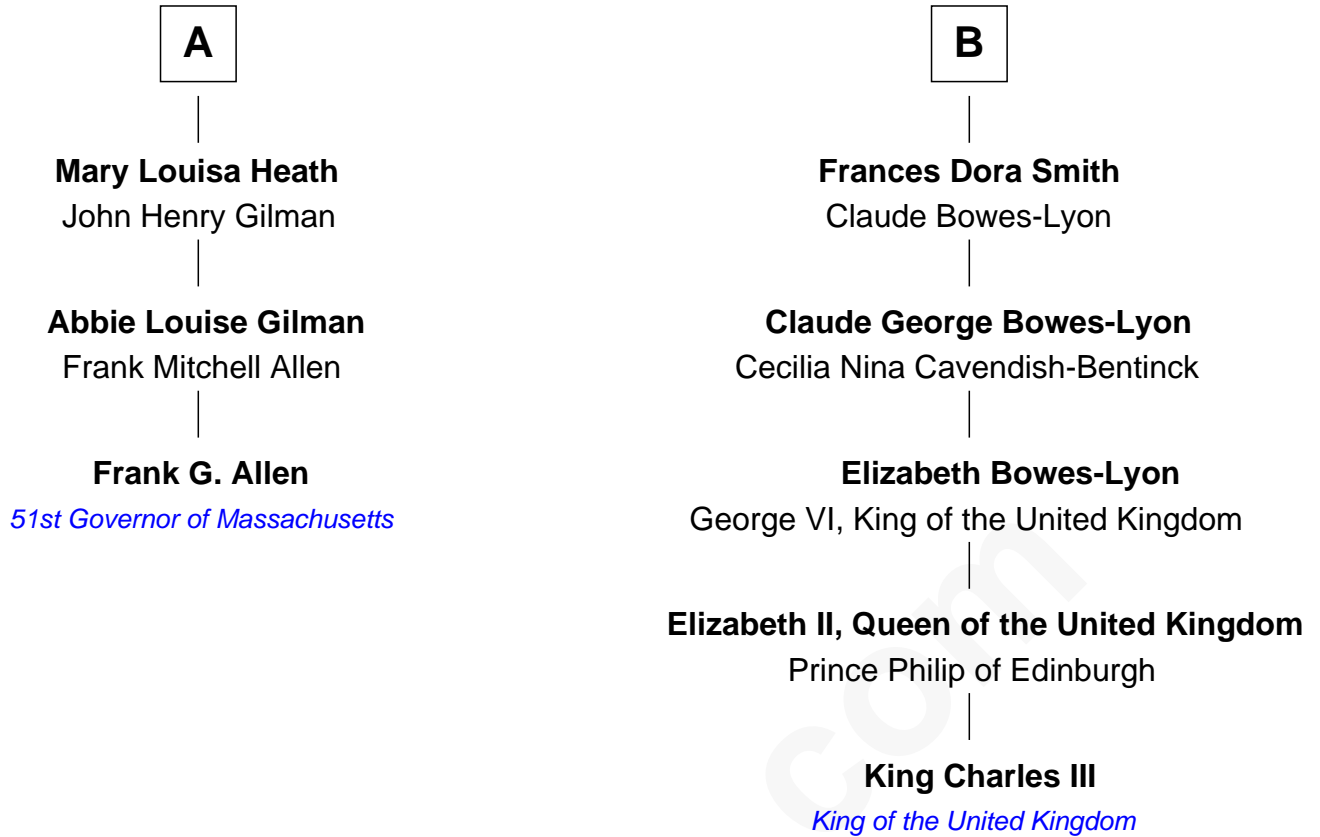 A
Mary Louisa Heath
John Henry Gilman
Abbie Louise Gilman
Frank Mitchell Allen
Frank G. Allen
51st Governor of Massachusetts
B
Frances Dora Smith
Claude Bowes-Lyon
Claude George Bowes-Lyon
Cecilia Nina Cavendish-Bentinck
Elizabeth Bowes-Lyon
George VI, King of the United Kingdom
Elizabeth II, Queen of the United Kingdom
Prince Philip of Edinburgh
King Charles III
King of the United Kingdom
com